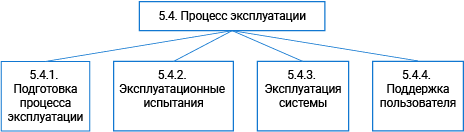 5.4. Процесс эксплуатации
5.4.1.
Подготовка
процесса
эксплуатации
5.4.2.
Эксплуатационные
испытания
5.4.3.
Эксплуатация
системы
5.4.4.
Поддержка
пользователя